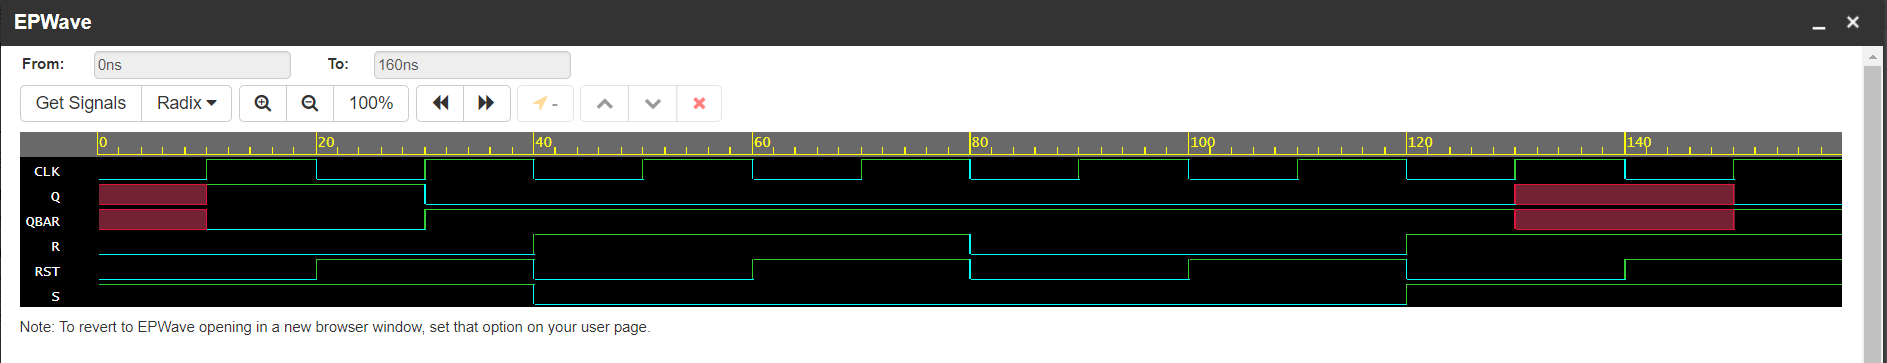 EPWave
From: 0ns To: 160ns
Get Signals Radix 100% -
0 20 40 60 80 100 120 140
CLK
Q
QBAR
R
RST
S
Note: To revert to EPWave opening in a new browser window, set that option on your user page.